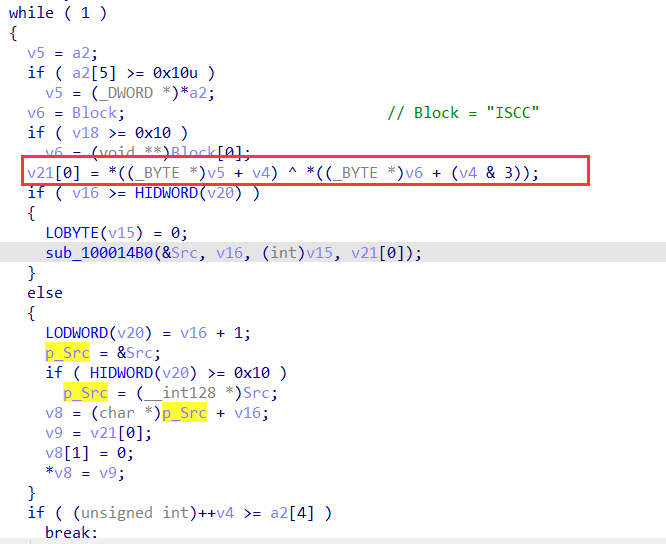 while ( 1 )
{
  v5 = a2;
  if ( a2[5] >= 0x10u )
    v5 = (_DWORD *)*a2;
  v6 = Block;                                // Block = "ISCC"
  if ( v18 >= 0x10 )
    v6 = (void **)Block[0];
  v21[0] = *((_BYTE *)v5 + v4) ^ *((_BYTE *)v6 + (v4 & 3));
  if ( v16 >= HIDWORD(v20) )
  {
    LOBYTE(v15) = 0;
    sub_100014B0(&Src, v16, (int)v15, v21[0]);
  }
  else
  {
    LODWORD(v20) = v16 + 1;
    p_Src = &Src;
    if ( HIDWORD(v20) >= 0x10 )
      p_Src = (__int128 *)Src;
    v8 = (char *)p_Src + v16;
    v9 = v21[0];
    v8[1] = 0;
    *v8 = v9;
  }
  if ( (unsigned int)++v4 >= a2[4] )
    break;